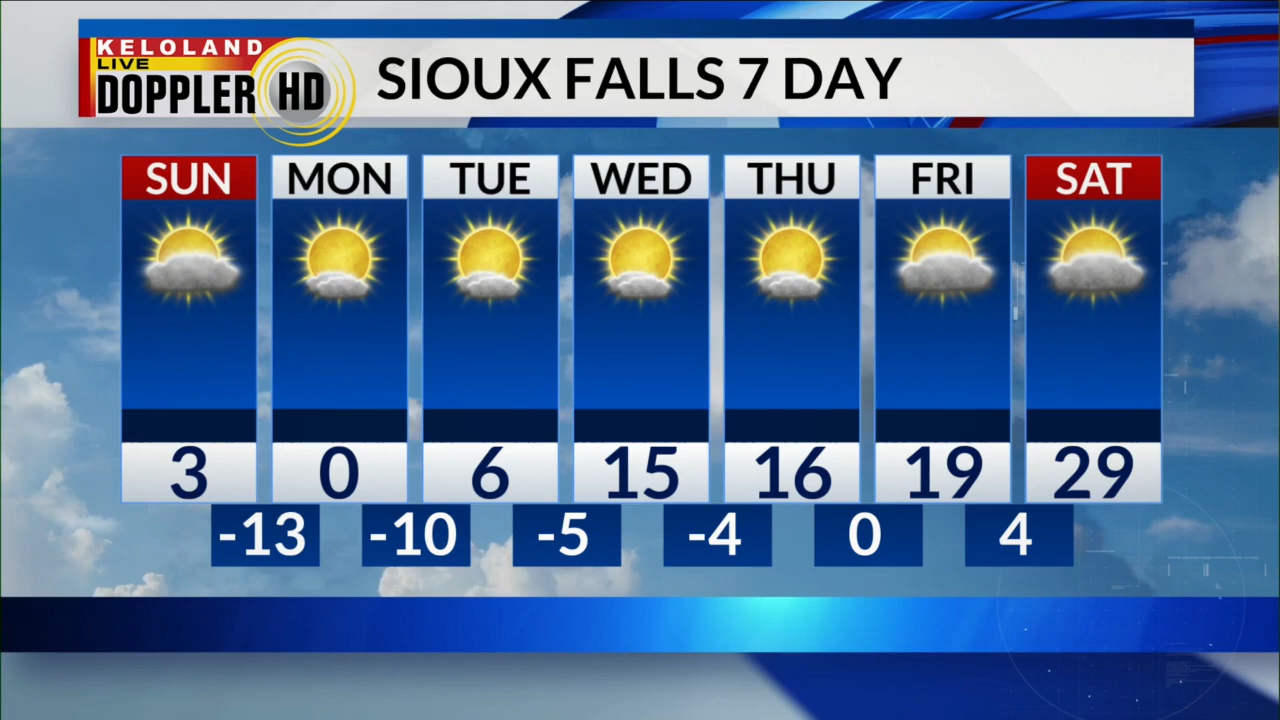 KELOLAND
LIVE
DOPPLER HD
SIOUX FALLS 7 DAY
SUN MON TUE WED THU FRI SAT
3 0 6 15 16 19 29
-13 -10 -5 -4 0 4